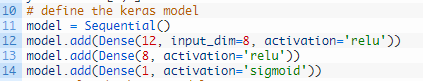 10 # define the keras model
11 model = Sequential()
12 model.add(Dense(12, input_dim=8, activation='relu'))
13 model.add(Dense(8, activation='relu'))
14 model.add(Dense(1, activation='sigmoid'))